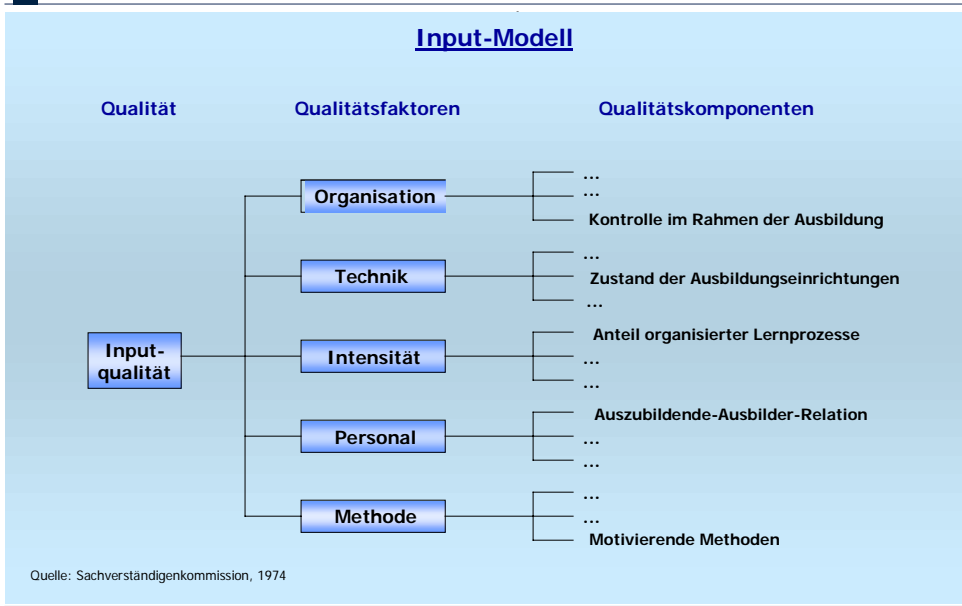 Input-Modell
Qualität Qualitätsfaktoren Qualitätskomponenten
Input-
qualität
Organisation
...
...
Kontrolle im Rahmen der Ausbildung
Technik
...
Zustand der Ausbildungseinrichtungen
...
Intensität
Anteil organisierter Lernprozesse
...
...
Personal
Auszubildende-Ausbilder-Relation
...
...
Methode
...
...
Motivierende Methoden
Quelle: Sachverständigenkommission, 1974